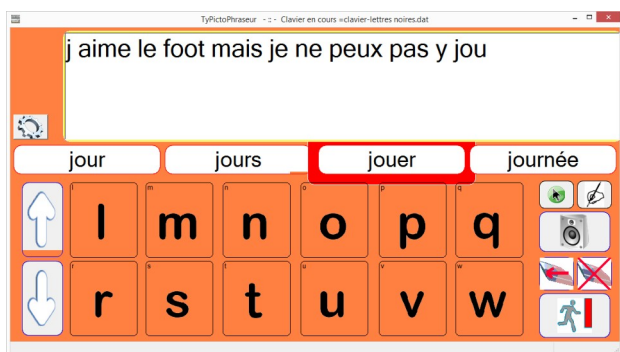 TyPictoPhraseur - :: - Clavier en cours =clavier-lettres noires.dat
j aime le foot mais je ne peux pas y jou
jour jours jouer journée
l m n o p q
l m n o p q
r s t u v w
r s t u v w